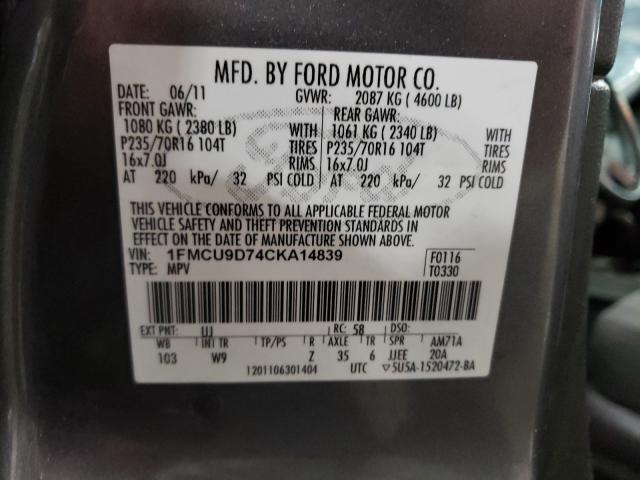 MFD. BY FORD MOTOR CO.
DATE: 06/11 GVWR: 2087 KG ( 4600 LB)
FRONT GAWR: REAR GAWR:
1080 KG ( 2380 LB) WITH 1061 KG ( 2340 LB) WITH
P235/70R16 104T TIRES P235/70R16 104T TIRES
16x7.0J RIMS 16x7.0J RIMS
AT 220 kPa/ 32 PSI COLD AT 220 kPa/ 32 PSI COLD
THIS VEHICLE CONFORMS TO ALL APPLICABLE FEDERAL MOTOR
VEHICLE SAFETY AND THEFT PREVENTION STANDARDS IN
EFFECT ON THE DATE OF MANUFACTURE SHOWN ABOVE.
VIN: 1FMCU9D74CKA14839 F0116
TYPE: MPV T0330
EXT PNT: UJ RC: 58 DSO:
WB INT TR TP/PS R AXLE TR SPR AM71A
103 W9 Z 35 6 JJEE 20A
1201106301404 UTC ▽5U5A-1520472-BA